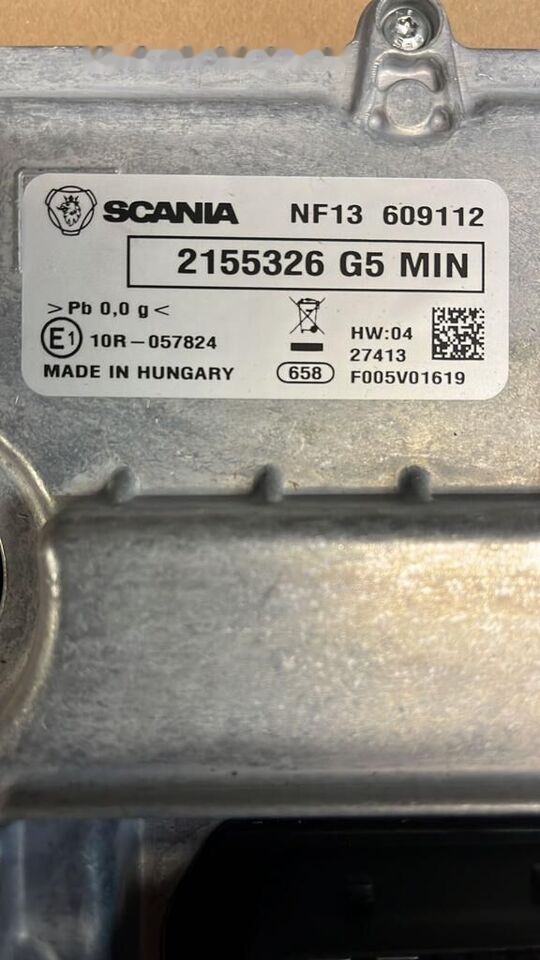 SCANIA NF13 609112
2155326 G5 MIN
>Pb 0,0 g<
E1 10R-057824
HW:04
27413
MADE IN HUNGARY 658 F005V01619